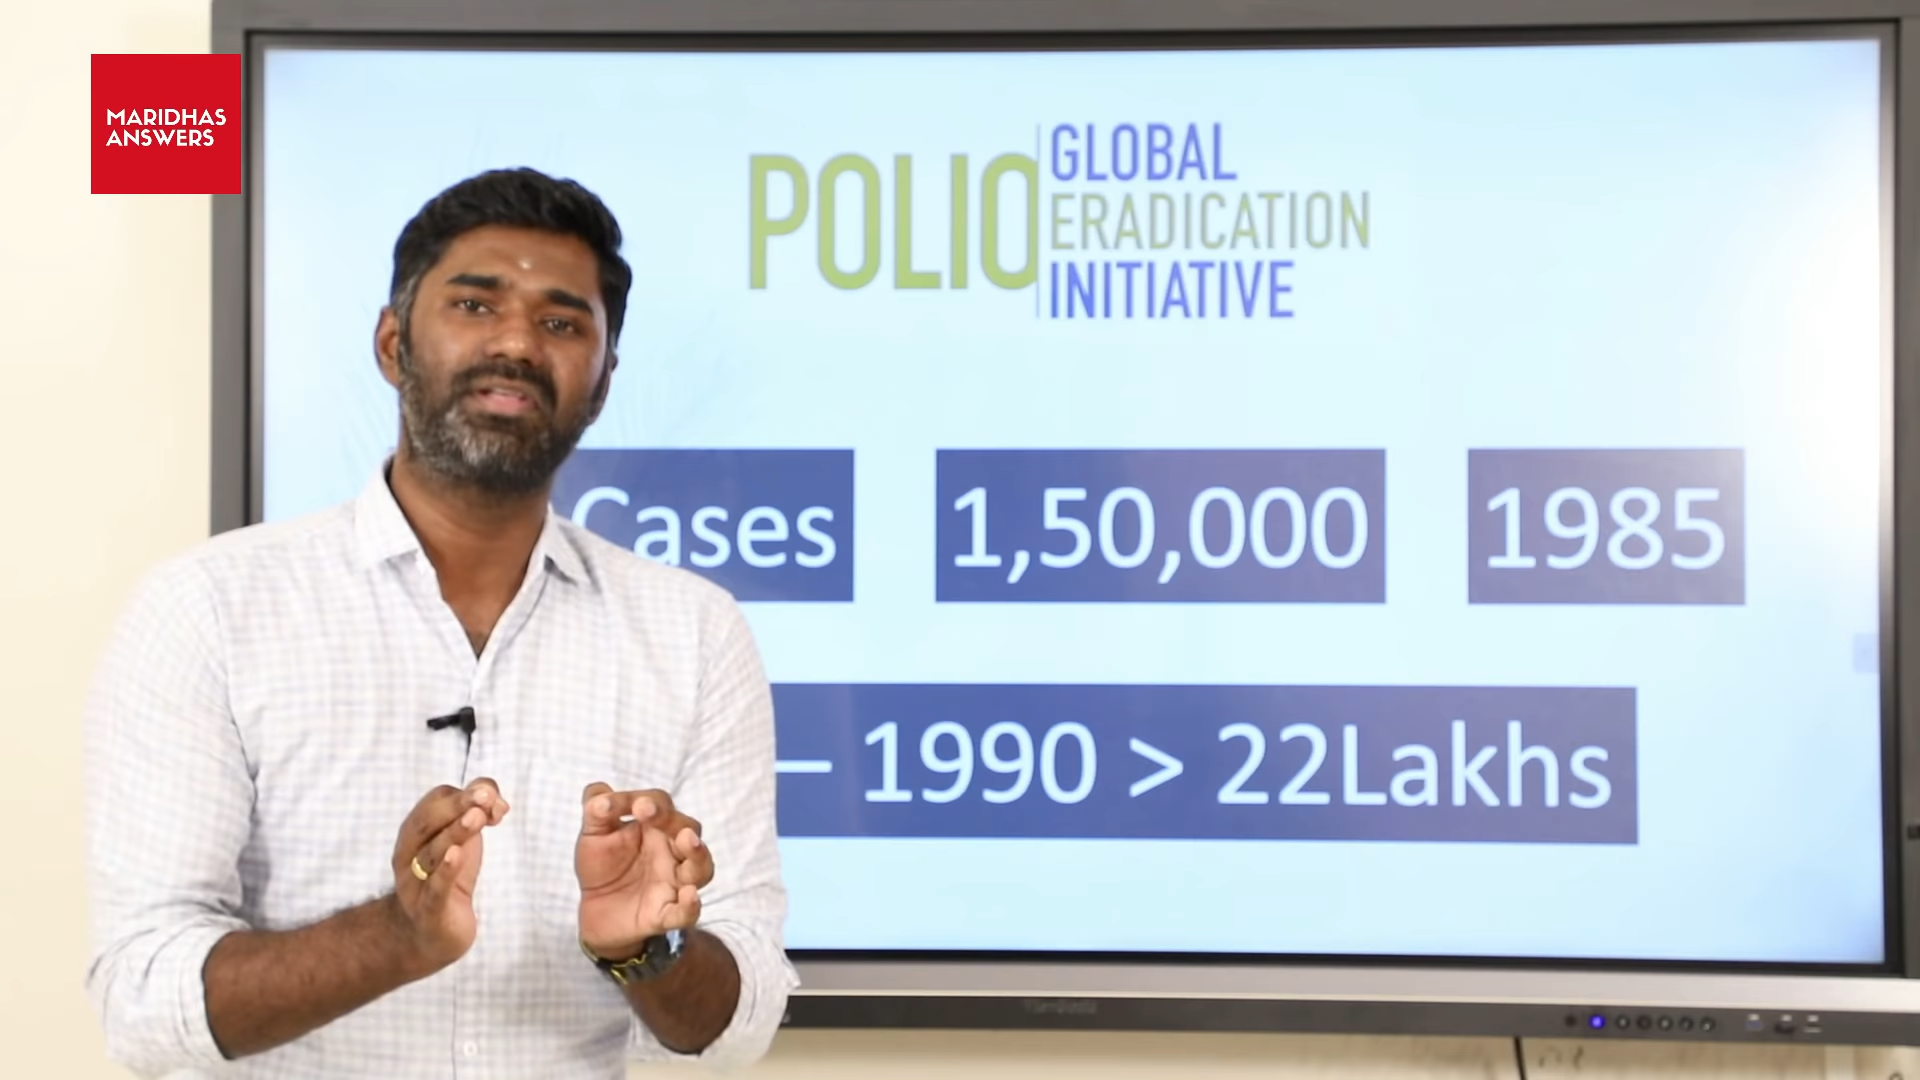 MARIDHAS
ANSWERS
POLIO
GLOBAL
ERADICATION
INITIATIVE
Cases 1,50,000 1985
– 1990 > 22Lakhs